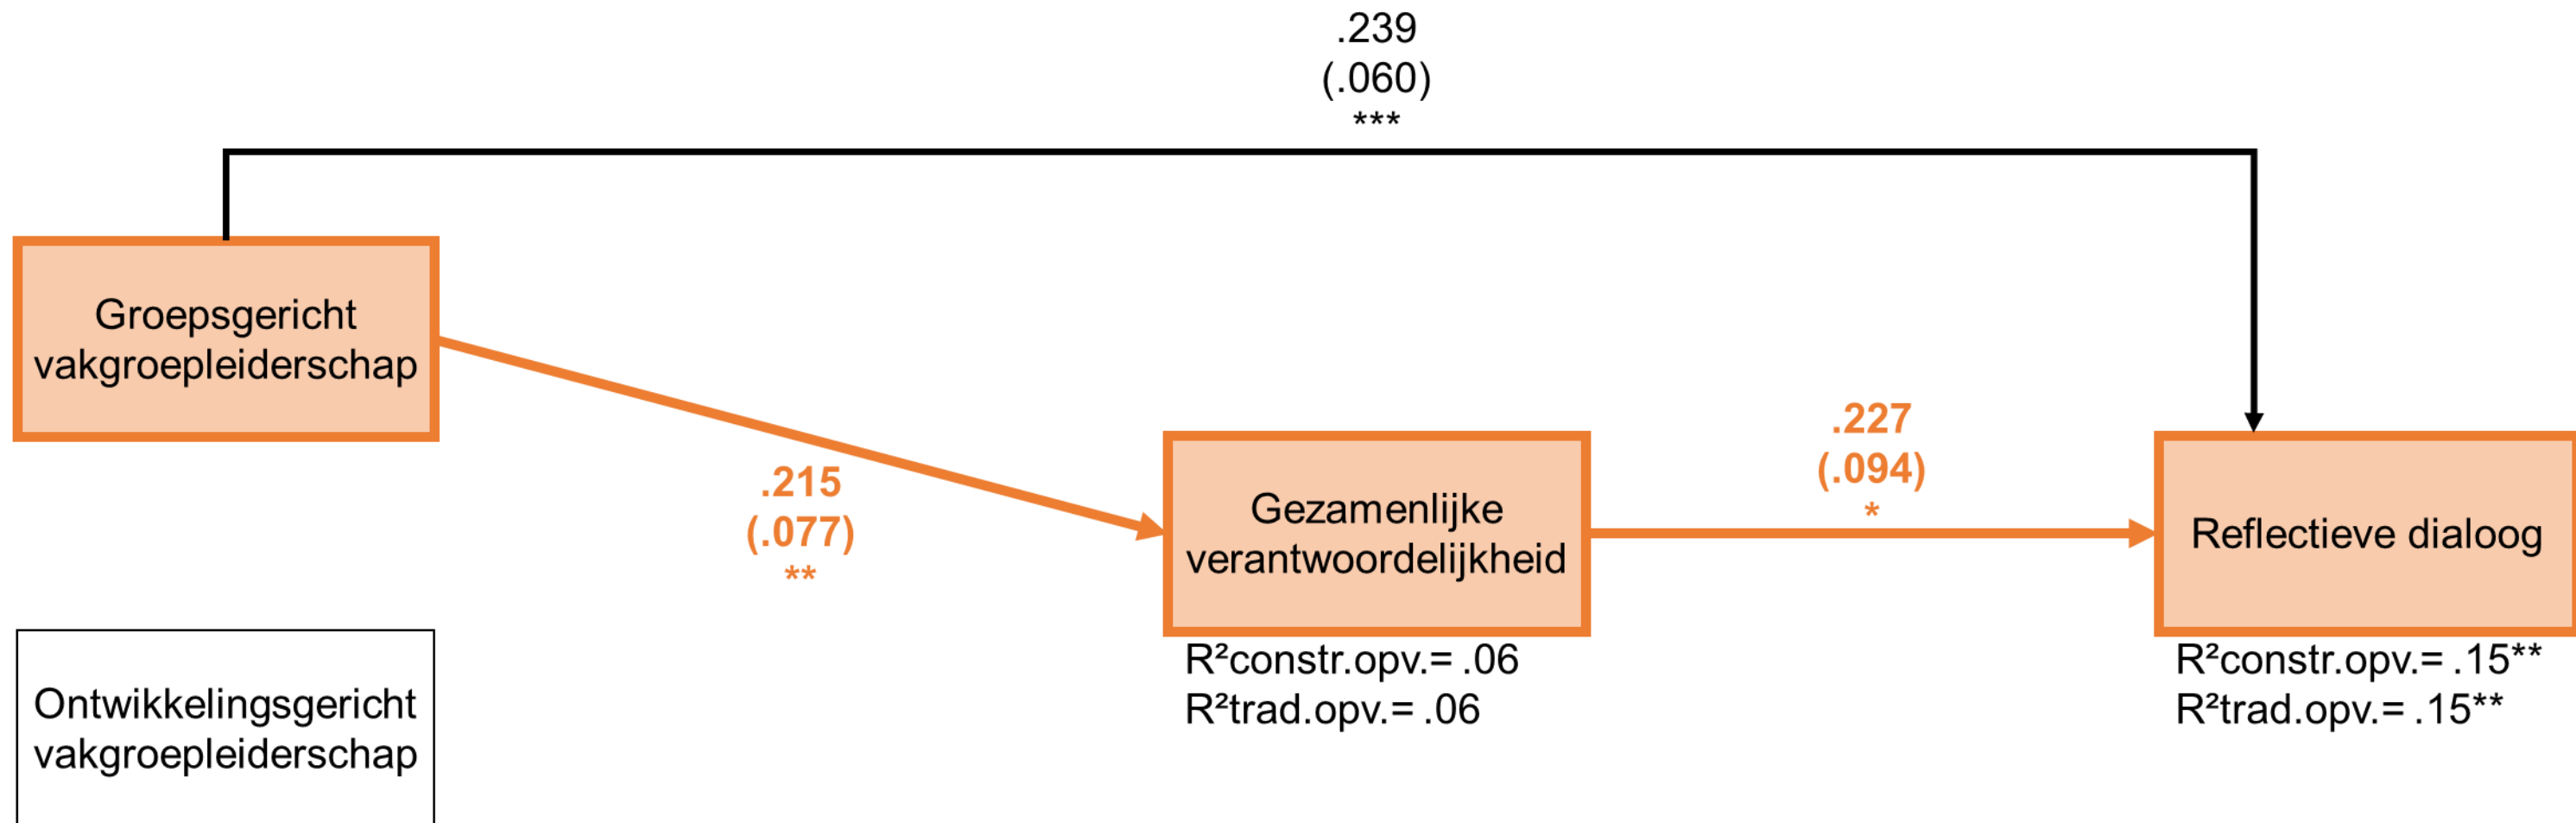 .239
(.060)
***
Groepsgericht
vakgroepleiderschap
.215
(.077)
**
Gezamenlijke
verantwoordelijkheid
.227
(.094)
*
Reflectieve dialoog
R²constr.opv.= .06
R²trad.opv.= .06
R²constr.opv.= .15**
R²trad.opv.= .15**
Ontwikkelingsgericht
vakgroepleiderschap